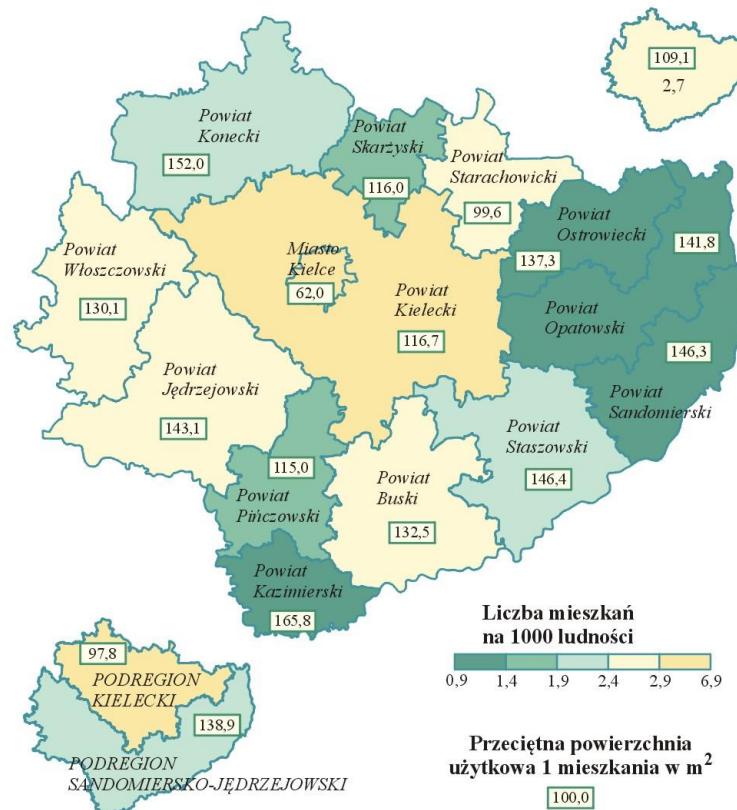 109,1
2,7
Powiat
Konecki
152,0
Powiat
Skarżyski
116,0
Powiat
Starachowicki
99,6
Powiat
Ostrowiecki
137,3
141,8
Powiat
Włoszczowski
130,1
Miasto
Kielce
62,0
Powiat
Kielecki
116,7
Powiat
Opatowski
146,3
Powiat
Sandomierski
Powiat
Jędrzejowski
143,1
Powiat
Staszowski
146,4
115,0
Powiat
Pińczowski
Powiat
Buski
132,5
Powiat
Kazimierski
165,8
Liczba mieszkań
na 1000 ludności
0,9 1,4 1,9 2,4 2,9 6,9
97,8
PODREGION
KIELECKI
138,9
PODREGION
SANDOMIERSKO-JĘDRZEJOWSKI
Przeciętna powierzchnia
użytkowa 1 mieszkania w m²
100,0